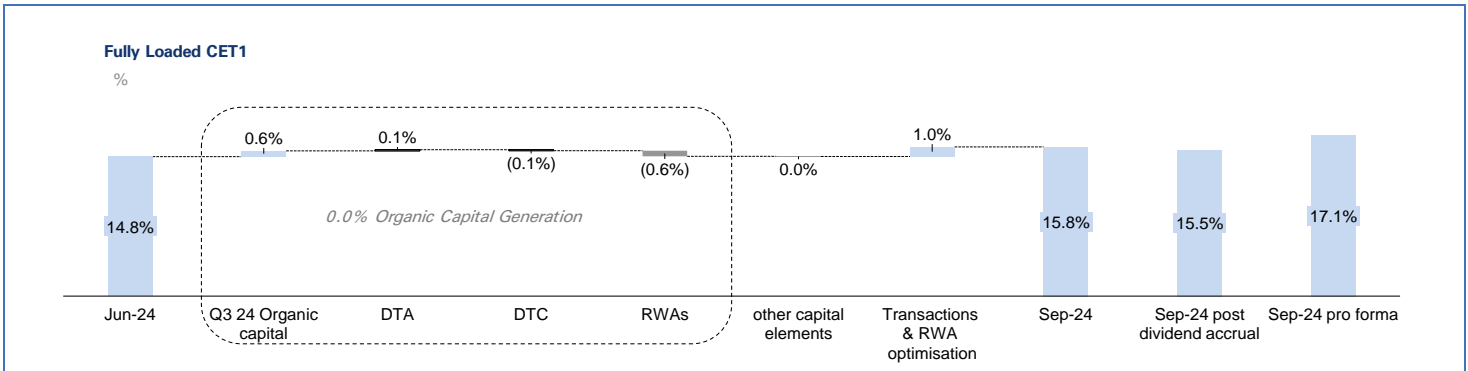 Fully Loaded CET1
%
0.6%
0.1%
(0.1%)
(0.6%)
0.0%
1.0%
14.8%
0.0% Organic Capital Generation
15.8%
15.5%
17.1%
Jun-24
Q3 24 Organic
capital
DTA
DTC
RWAs
other capital
elements
Transactions
& RWA
optimisation
Sep-24
Sep-24 post
dividend accrual
Sep-24 pro forma